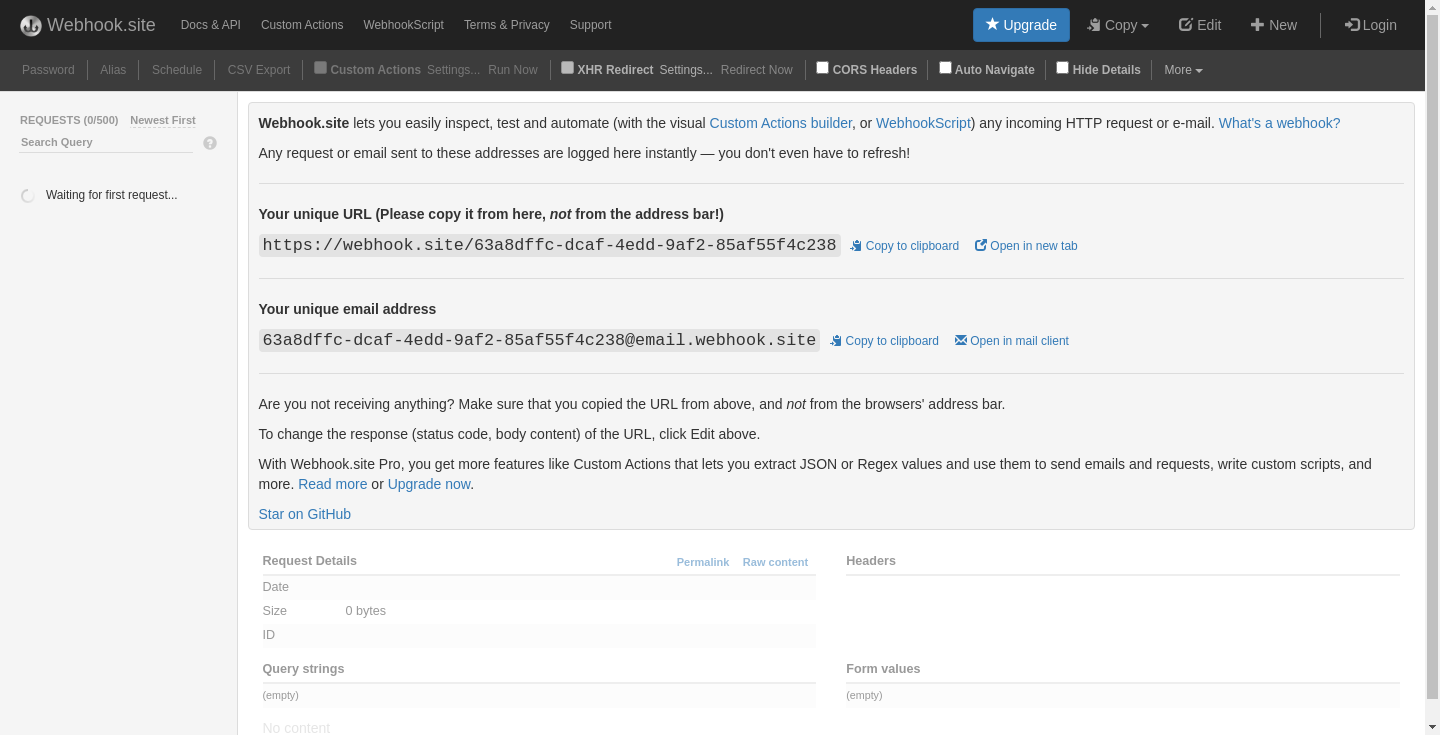 Webhook.site Docs & API Custom Actions WebhookScript Terms & Privacy Support Upgrade Copy Edit New Login
Password Alias Schedule CSV Export Custom Actions Settings... Run Now XHR Redirect Settings... Redirect Now CORS Headers Auto Navigate Hide Details More
REQUESTS (0/500) Newest First
Search Query
Waiting for first request...
Webhook.site lets you easily inspect, test and automate (with the visual Custom Actions builder, or WebhookScript) any incoming HTTP request or e-mail. What's a webhook?
Any request or email sent to these addresses are logged here instantly — you don't even have to refresh!
Your unique URL (Please copy it from here, not from the address bar!)
https://webhook.site/63a8dffc-dcaf-4edd-9af2-85af55f4c238 Copy to clipboard Open in new tab
Your unique email address
63a8dffc-dcaf-4edd-9af2-85af55f4c238@email.webhook.site Copy to clipboard Open in mail client
Are you not receiving anything? Make sure that you copied the URL from above, and not from the browsers' address bar.
To change the response (status code, body content) of the URL, click Edit above.
With Webhook.site Pro, you get more features like Custom Actions that lets you extract JSON or Regex values and use them to send emails and requests, write custom scripts, and
more. Read more or Upgrade now.
Star on GitHub
Request Details Permalink Raw content
Date
Size 0 bytes
ID
Headers
Query strings
(empty)
Form values
(empty)
No content